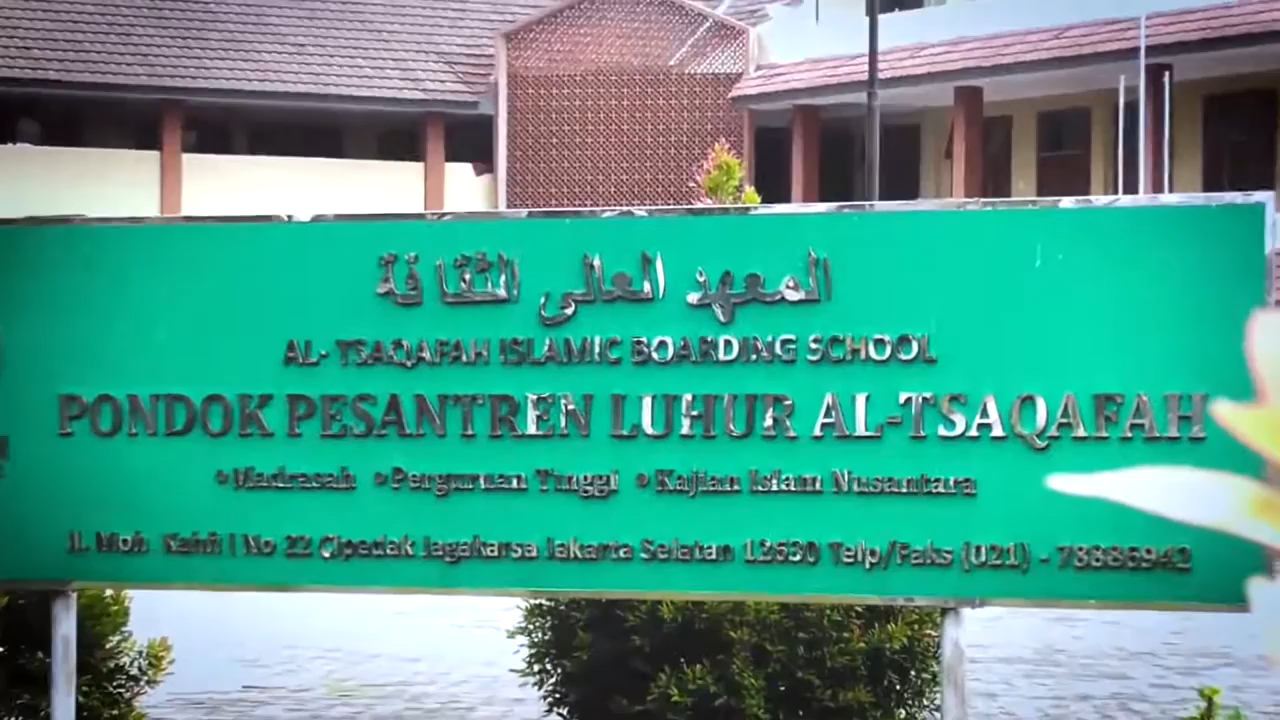 المعهد العالى الثقافة
AL- TSAQAFAH ISLAMIC BOARDING SCHOOL
PONDOK PESANTREN LUHUR AL-TSAQAFAH
• Madrasah • Perguruan Tinggi • Kajian Islam Nusantara
Jl. Moh. Kahfi I No 22 Cipedak Jagakarsa Jakarta Selatan 12630 Telp/Faks (021) - 78886942